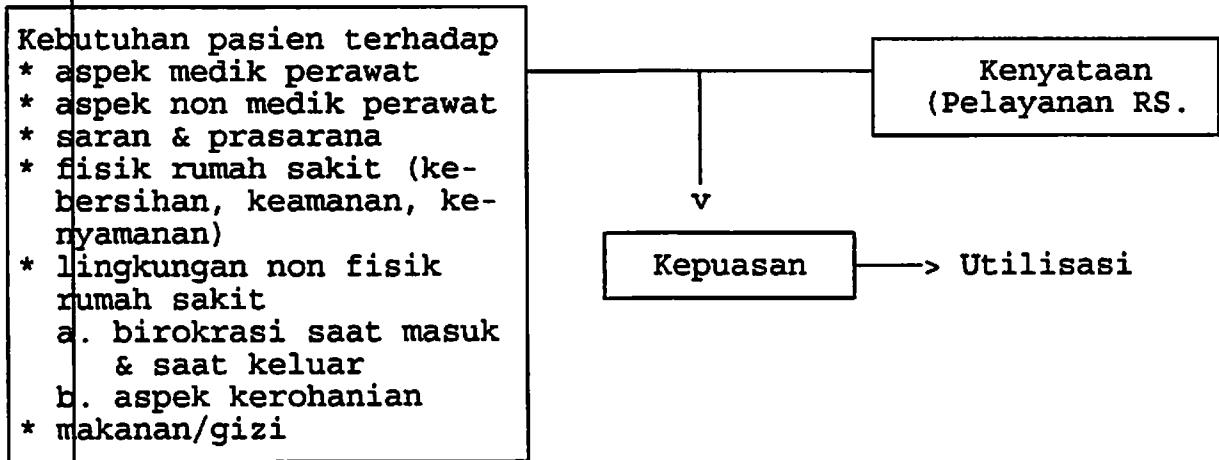 Kebutuhan pasien terhadap
* aspek medik perawat
* aspek non medik perawat
* saran & prasarana
* fisik rumah sakit (ke-
bersihan, keamanan, ke-
nyamanan)
* lingkungan non fisik
rumah sakit
a. birokrasi saat masuk
& saat keluar
b. aspek kerohanian
* makanan/gizi
Kenyataan
(Pelayanan RS.
v
Kepuasan
> Utilisasi